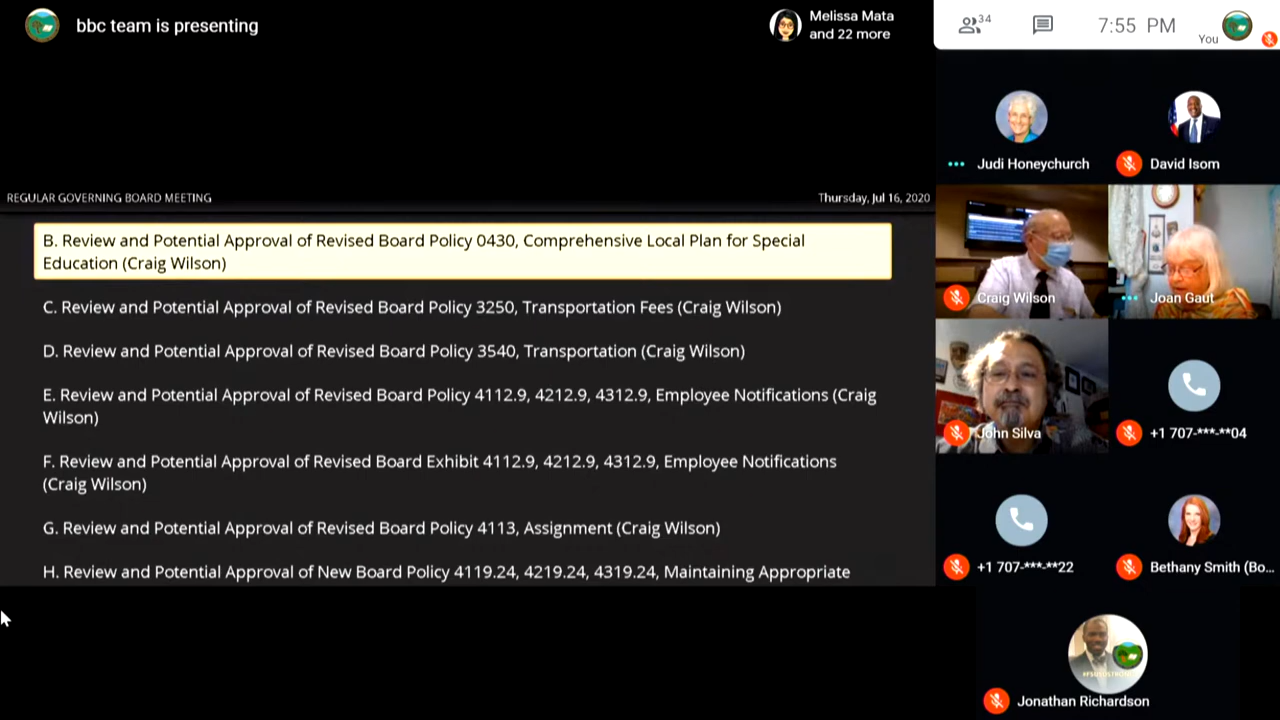 bbc team is presenting
Melissa Mata
and 22 more
34
7:55 PM
You
REGULAR GOVERNING BOARD MEETING
Thursday, Jul 16, 2020
B. Review and Potential Approval of Revised Board Policy 0430, Comprehensive Local Plan for Special
Education (Craig Wilson)
C. Review and Potential Approval of Revised Board Policy 3250, Transportation Fees (Craig Wilson)
D. Review and Potential Approval of Revised Board Policy 3540, Transportation (Craig Wilson)
E. Review and Potential Approval of Revised Board Policy 4112.9, 4212.9, 4312.9, Employee Notifications (Craig
Wilson)
F. Review and Potential Approval of Revised Board Exhibit 4112.9, 4212.9, 4312.9, Employee Notifications
(Craig Wilson)
G. Review and Potential Approval of Revised Board Policy 4113, Assignment (Craig Wilson)
H. Review and Potential Approval of New Board Policy 4119.24, 4219.24, 4319.24, Maintaining Appropriate
Judi Honeychurch
David Isom
Craig Wilson
Joan Gaut
John Silva
+1 707-***-**04
+1 707-***-**22
Bethany Smith (Bo...
Jonathan Richardson